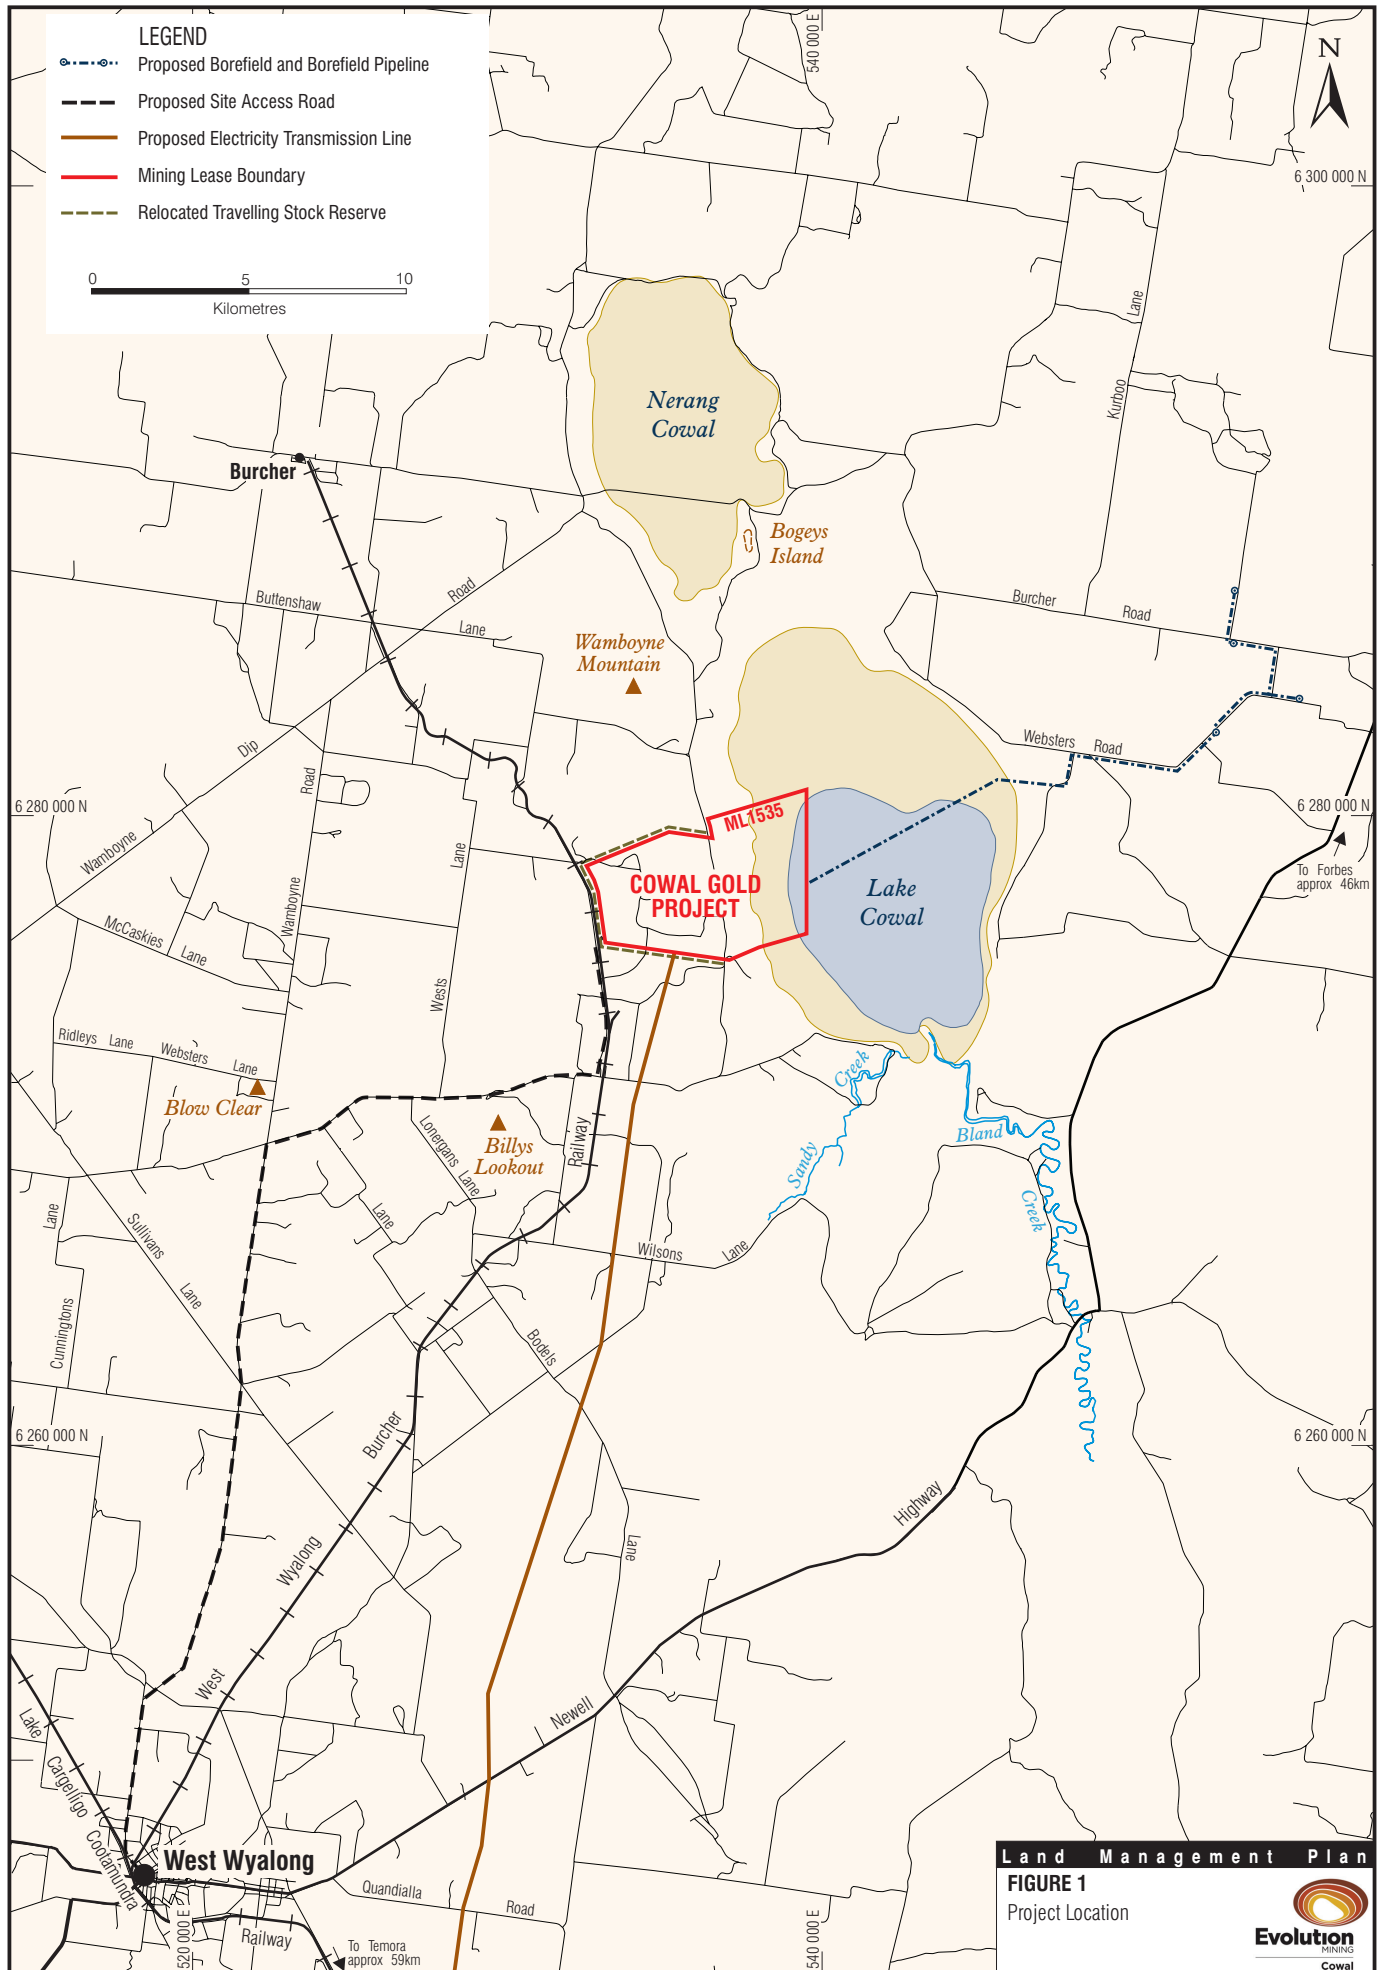 LEGEND
Proposed Borefield and Borefield Pipeline
Proposed Site Access Road
Proposed Electricity Transmission Line
Mining Lease Boundary
Relocated Travelling Stock Reserve
0 5 10
Kilometres
540 000 E
N
6 300 000 N
Lane
Kurboo
Nerang
Cowal
Burcher
Bogeys
Island
Buttenshaw
Road
Lane
Burcher Road
Wamboyne
Mountain
Websters Road
Dip
Road
6 280 000 N
6 280 000 N
ML1535
Wamboyne
Lane
To Forbes
approx 46km
COWAL GOLD
PROJECT
Lake
Cowal
Wamboyne
McCaskies
Lane
Wests
Ridleys Lane
Websters Lane
Blow Clear
Creek
Sandy
Bland
Creek
Lonergans
Lane
Billys
Lookout
Railway
Lane
Lane
Sullivans
Lane
Wilsons Lane
Cunningtons
Bodels
Burcher
6 260 000 N
6 260 000 N
Highway
Lane
Wyalong
West
Newell
Lake
Cargelligo
Cootamundra
West Wyalong
Quandialla
Road
Railway
520 000 E
To Temora
approx 59km
540 000 E
Land Management Plan
FIGURE 1
Project Location
Evolution
MINING
Cowal